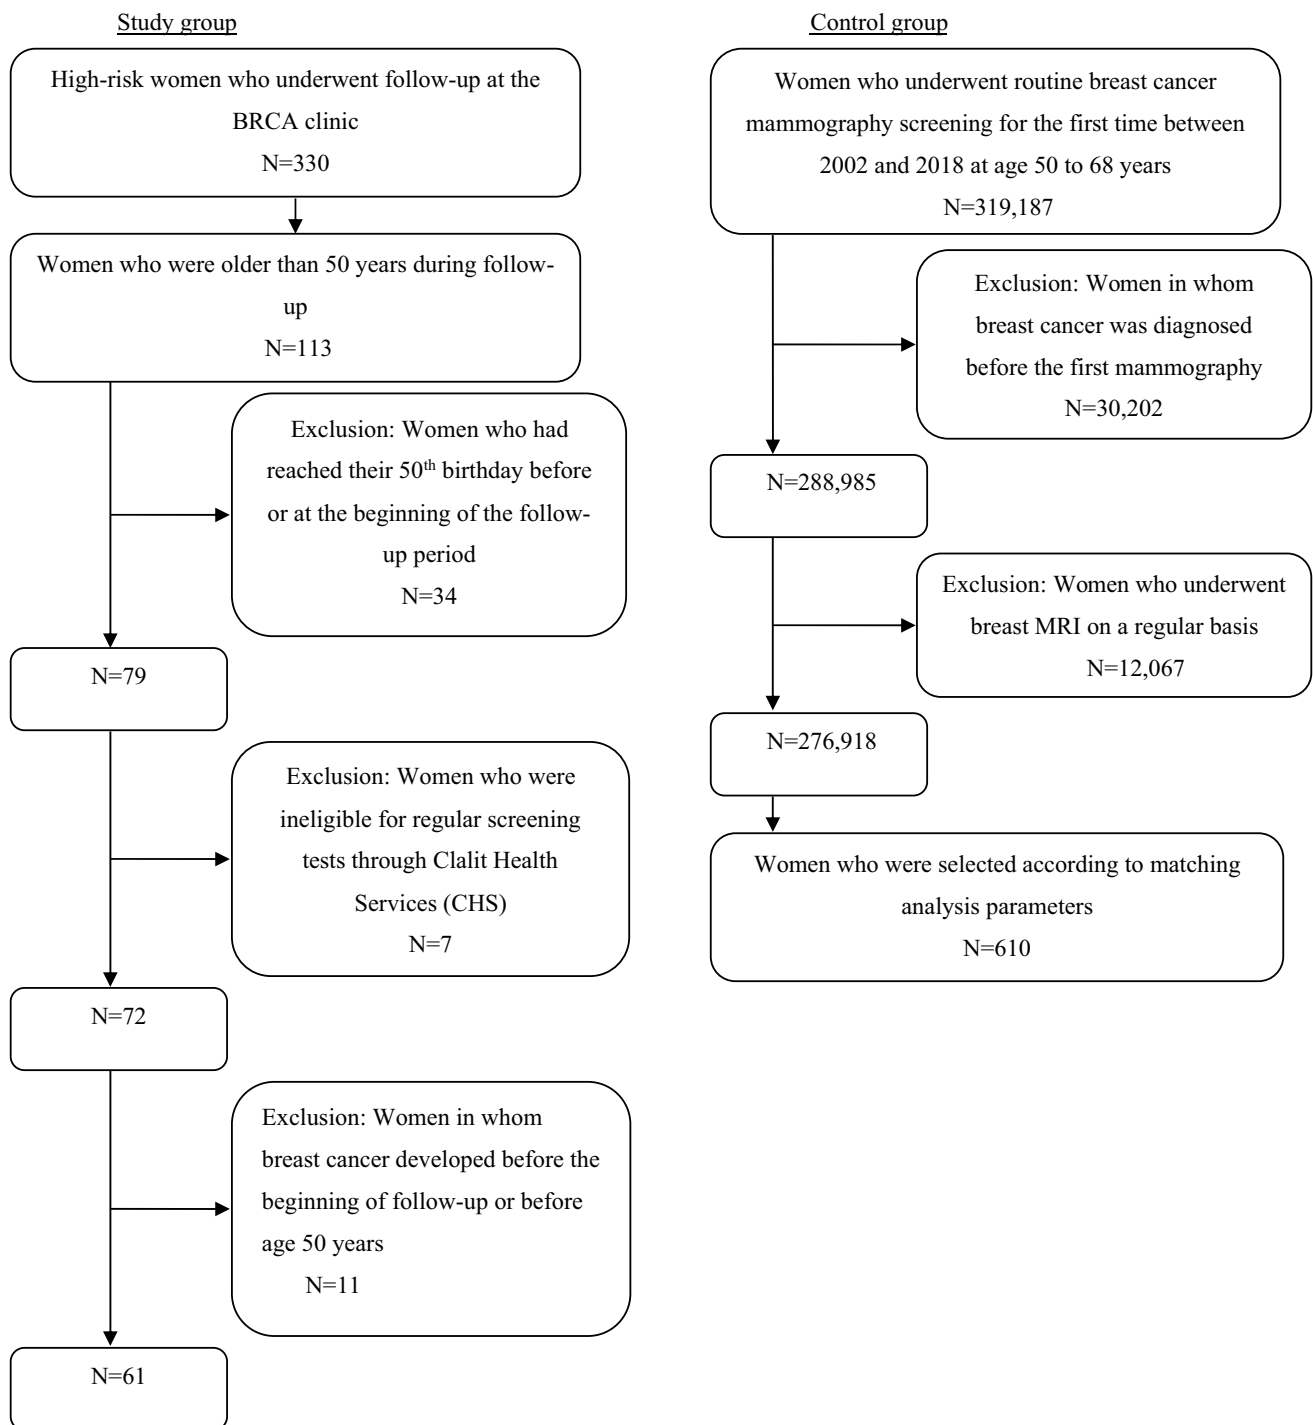 Study group
High-risk women who underwent follow-up at the
BRCA clinic
N=330
Women who were older than 50 years during follow-
up
N=113
Exclusion: Women who had
reached their 50th birthday before
or at the beginning of the follow-
up period
N=34
N=79
Exclusion: Women who were
ineligible for regular screening
tests through Clalit Health
Services (CHS)
N=7
N=72
Exclusion: Women in whom
breast cancer developed before the
beginning of follow-up or before
age 50 years
N=11
N=61
Control group
Women who underwent routine breast cancer
mammography screening for the first time between
2002 and 2018 at age 50 to 68 years
N=319,187
Exclusion: Women in whom
breast cancer was diagnosed
before the first mammography
N=30,202
N=288,985
Exclusion: Women who underwent
breast MRI on a regular basis
N=12,067
N=276,918
Women who were selected according to matching
analysis parameters
N=610